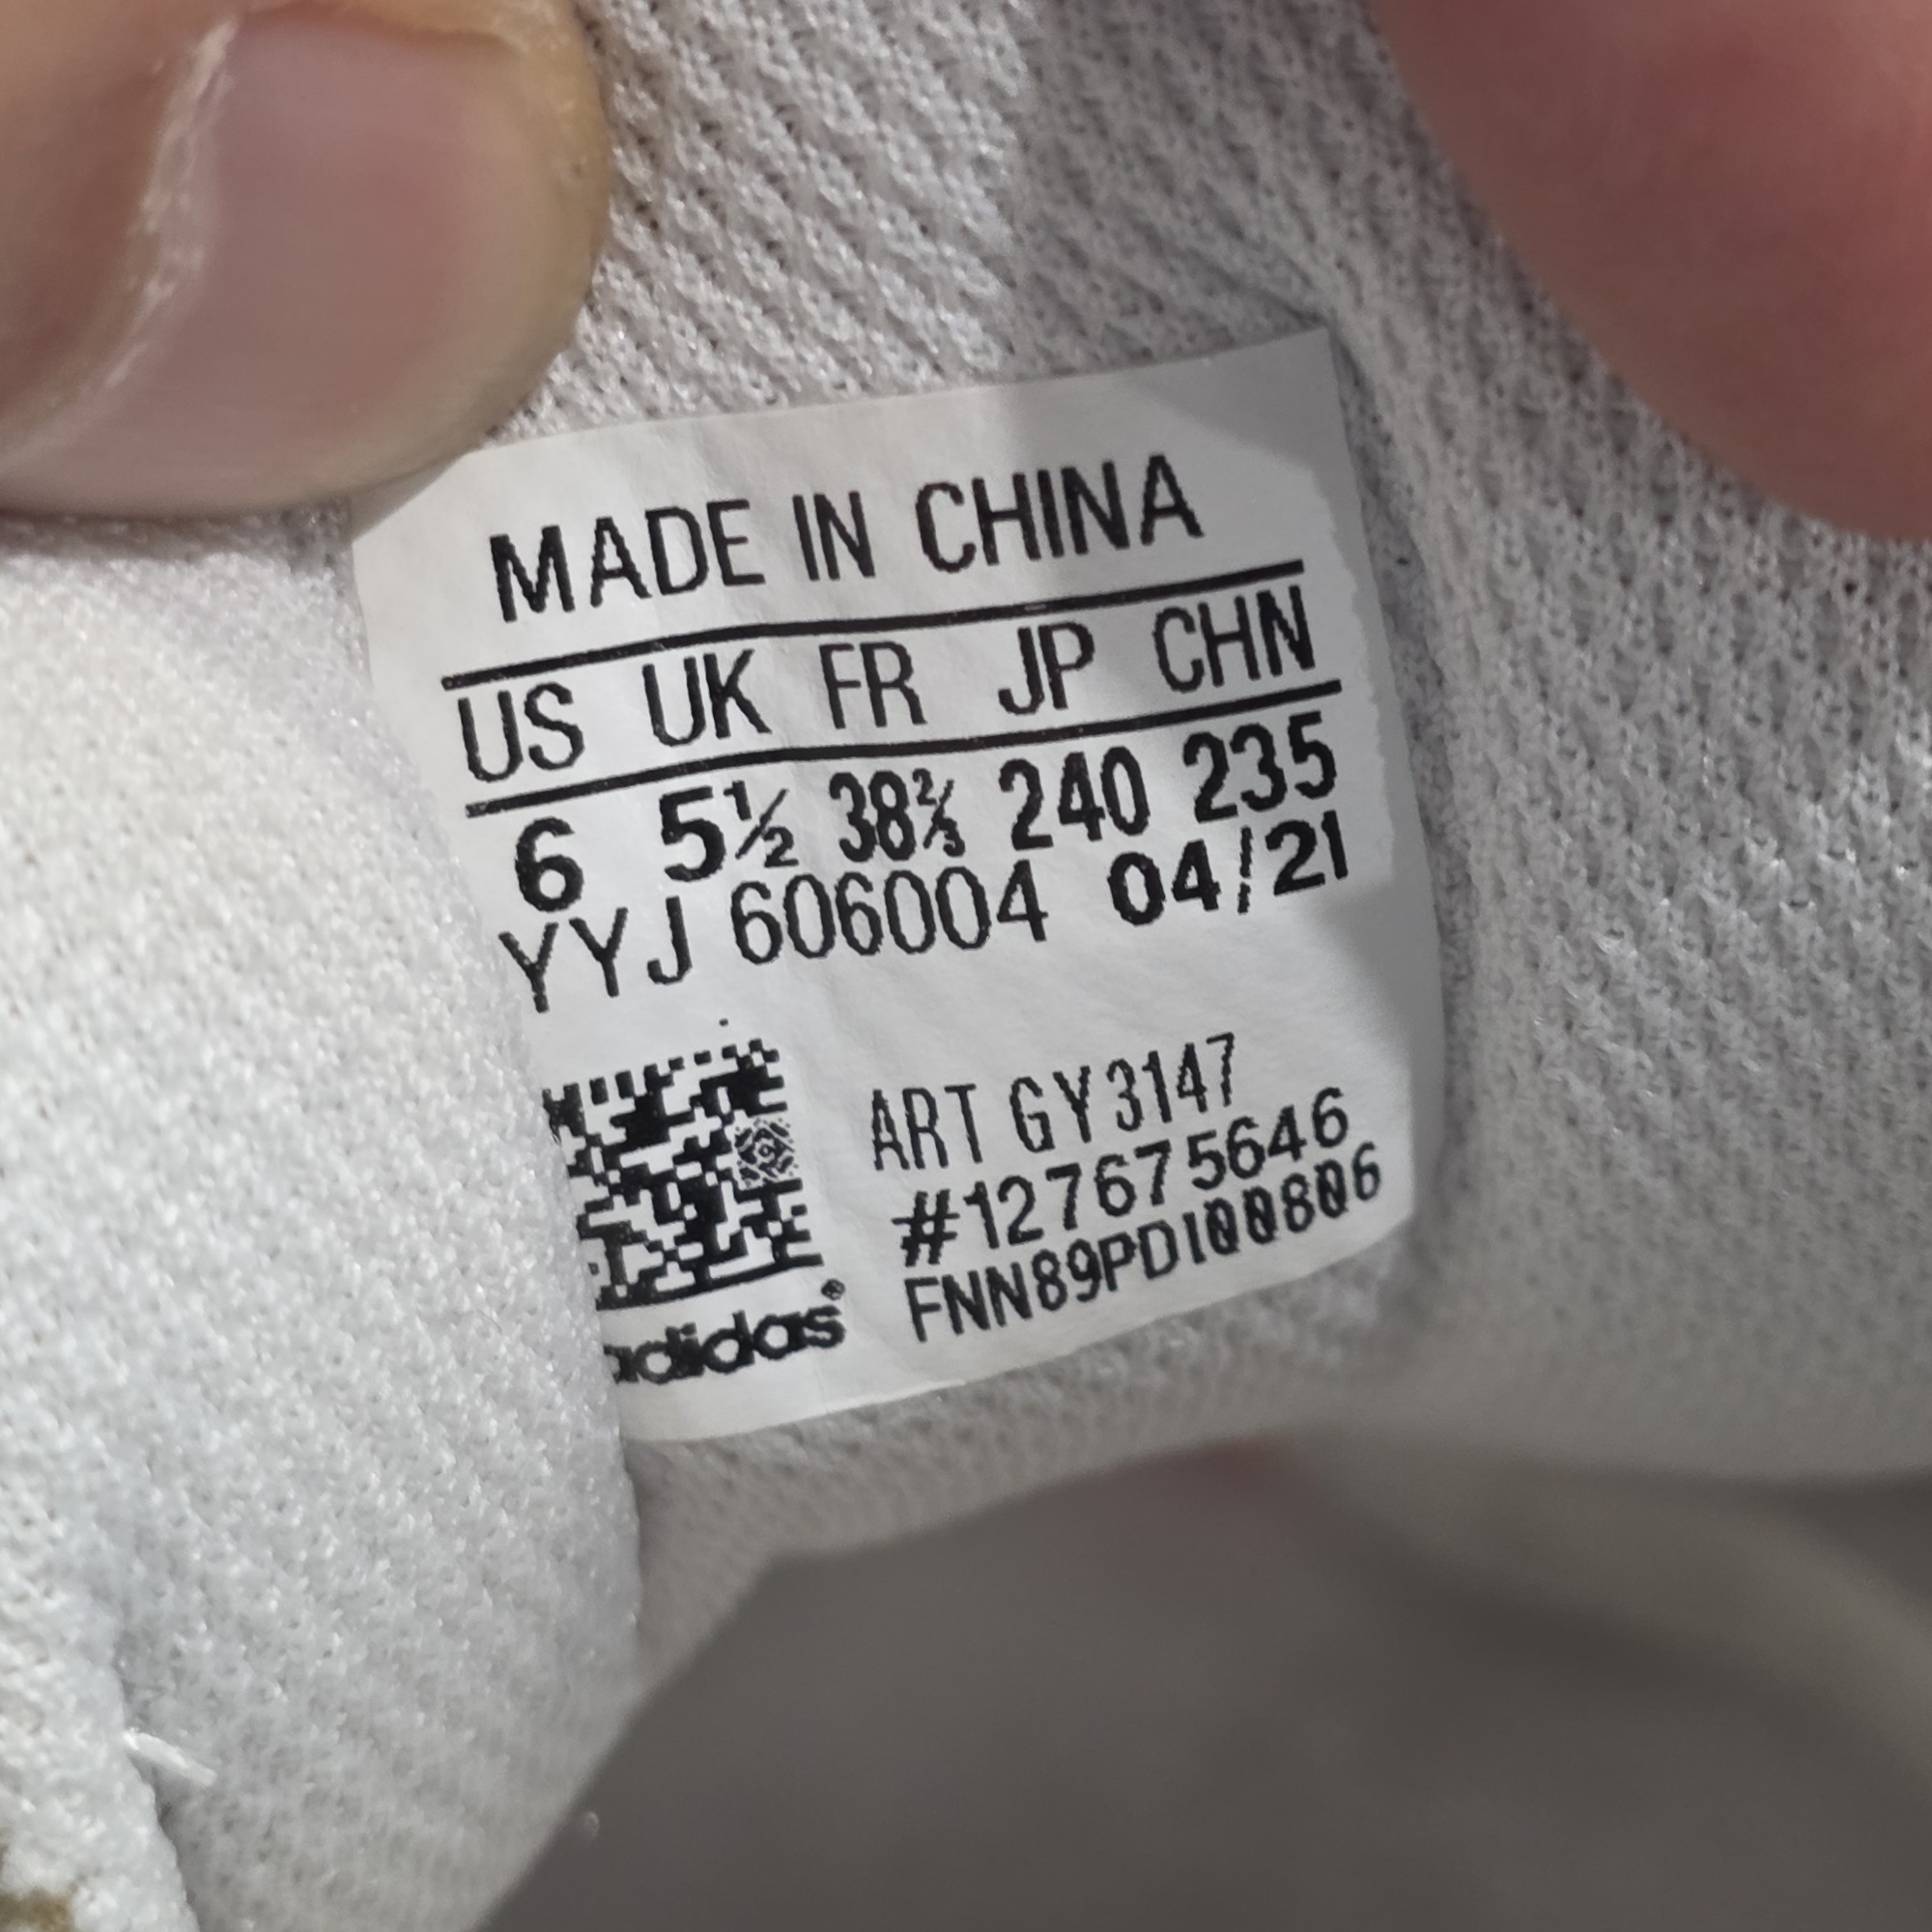 MADE IN CHINA
US UK FR JP CHN
6 5½ 38⅔ 240 235
YYJ 606004 04/21
ART GY3147
#127675646
FNN89PDI00806
adidas®